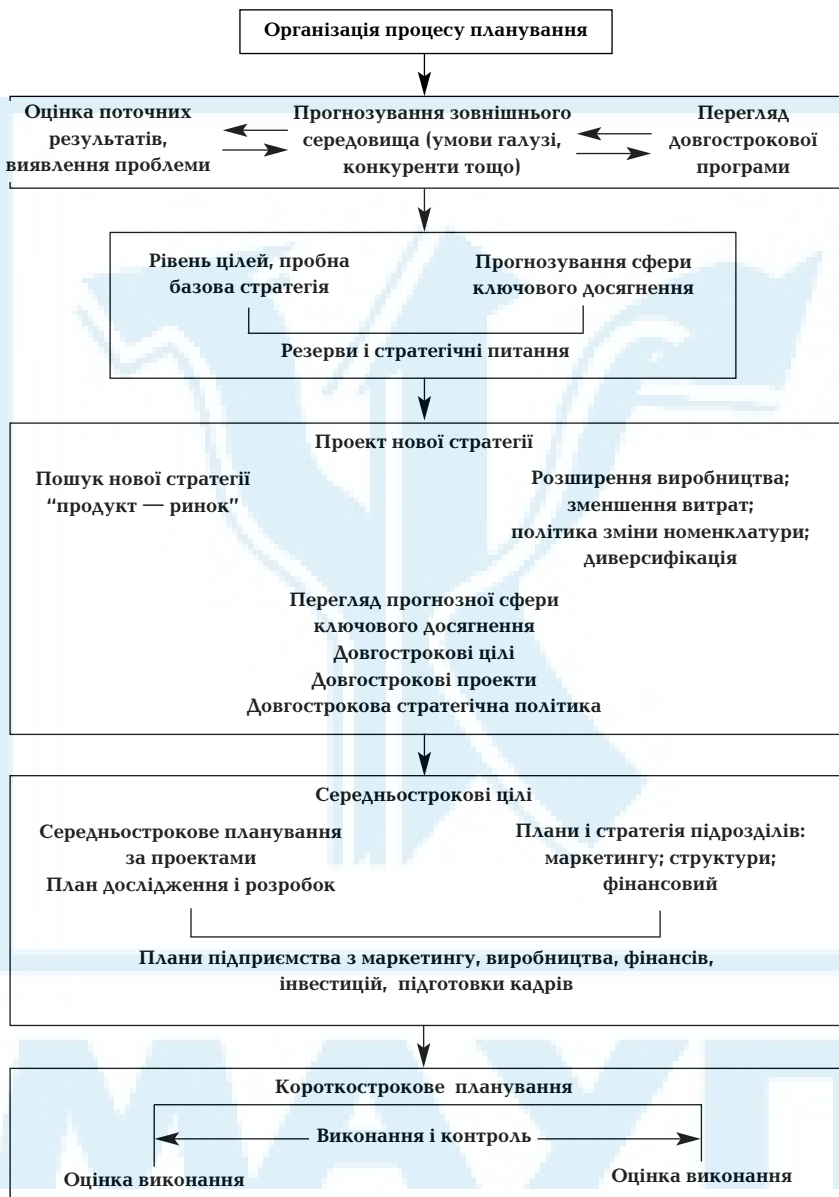 Організація процесу планування
Оцінка поточних
результатів,
виявлення проблеми
Прогнозування зовнішнього
середовища (умови галузі,
конкуренти тощо)
Перегляд
довгострокової
програми
Рівень цілей, пробна
базова стратегія
Прогнозування сфери
ключового досягнення
Резерви і стратегічні питання
Проект нової стратегії
Пошук нової стратегії
“продукт — ринок”
Розширення виробництва;
зменшення витрат;
політика зміни номенклатури;
диверсифікація
Перегляд прогнозної сфери
ключового досягнення
Довгострокові цілі
Довгострокові проекти
Довгострокова стратегічна політика
Середньострокові цілі
Середньострокове планування
за проектами
План дослідження і розробок
Плани і стратегія підрозділів:
маркетингу; структури;
фінансовий
Плани підприємства з маркетингу, виробництва, фінансів,
інвестицій, підготовки кадрів
Короткострокове планування
Виконання і контроль
Оцінка виконання
Оцінка виконання
МАУП